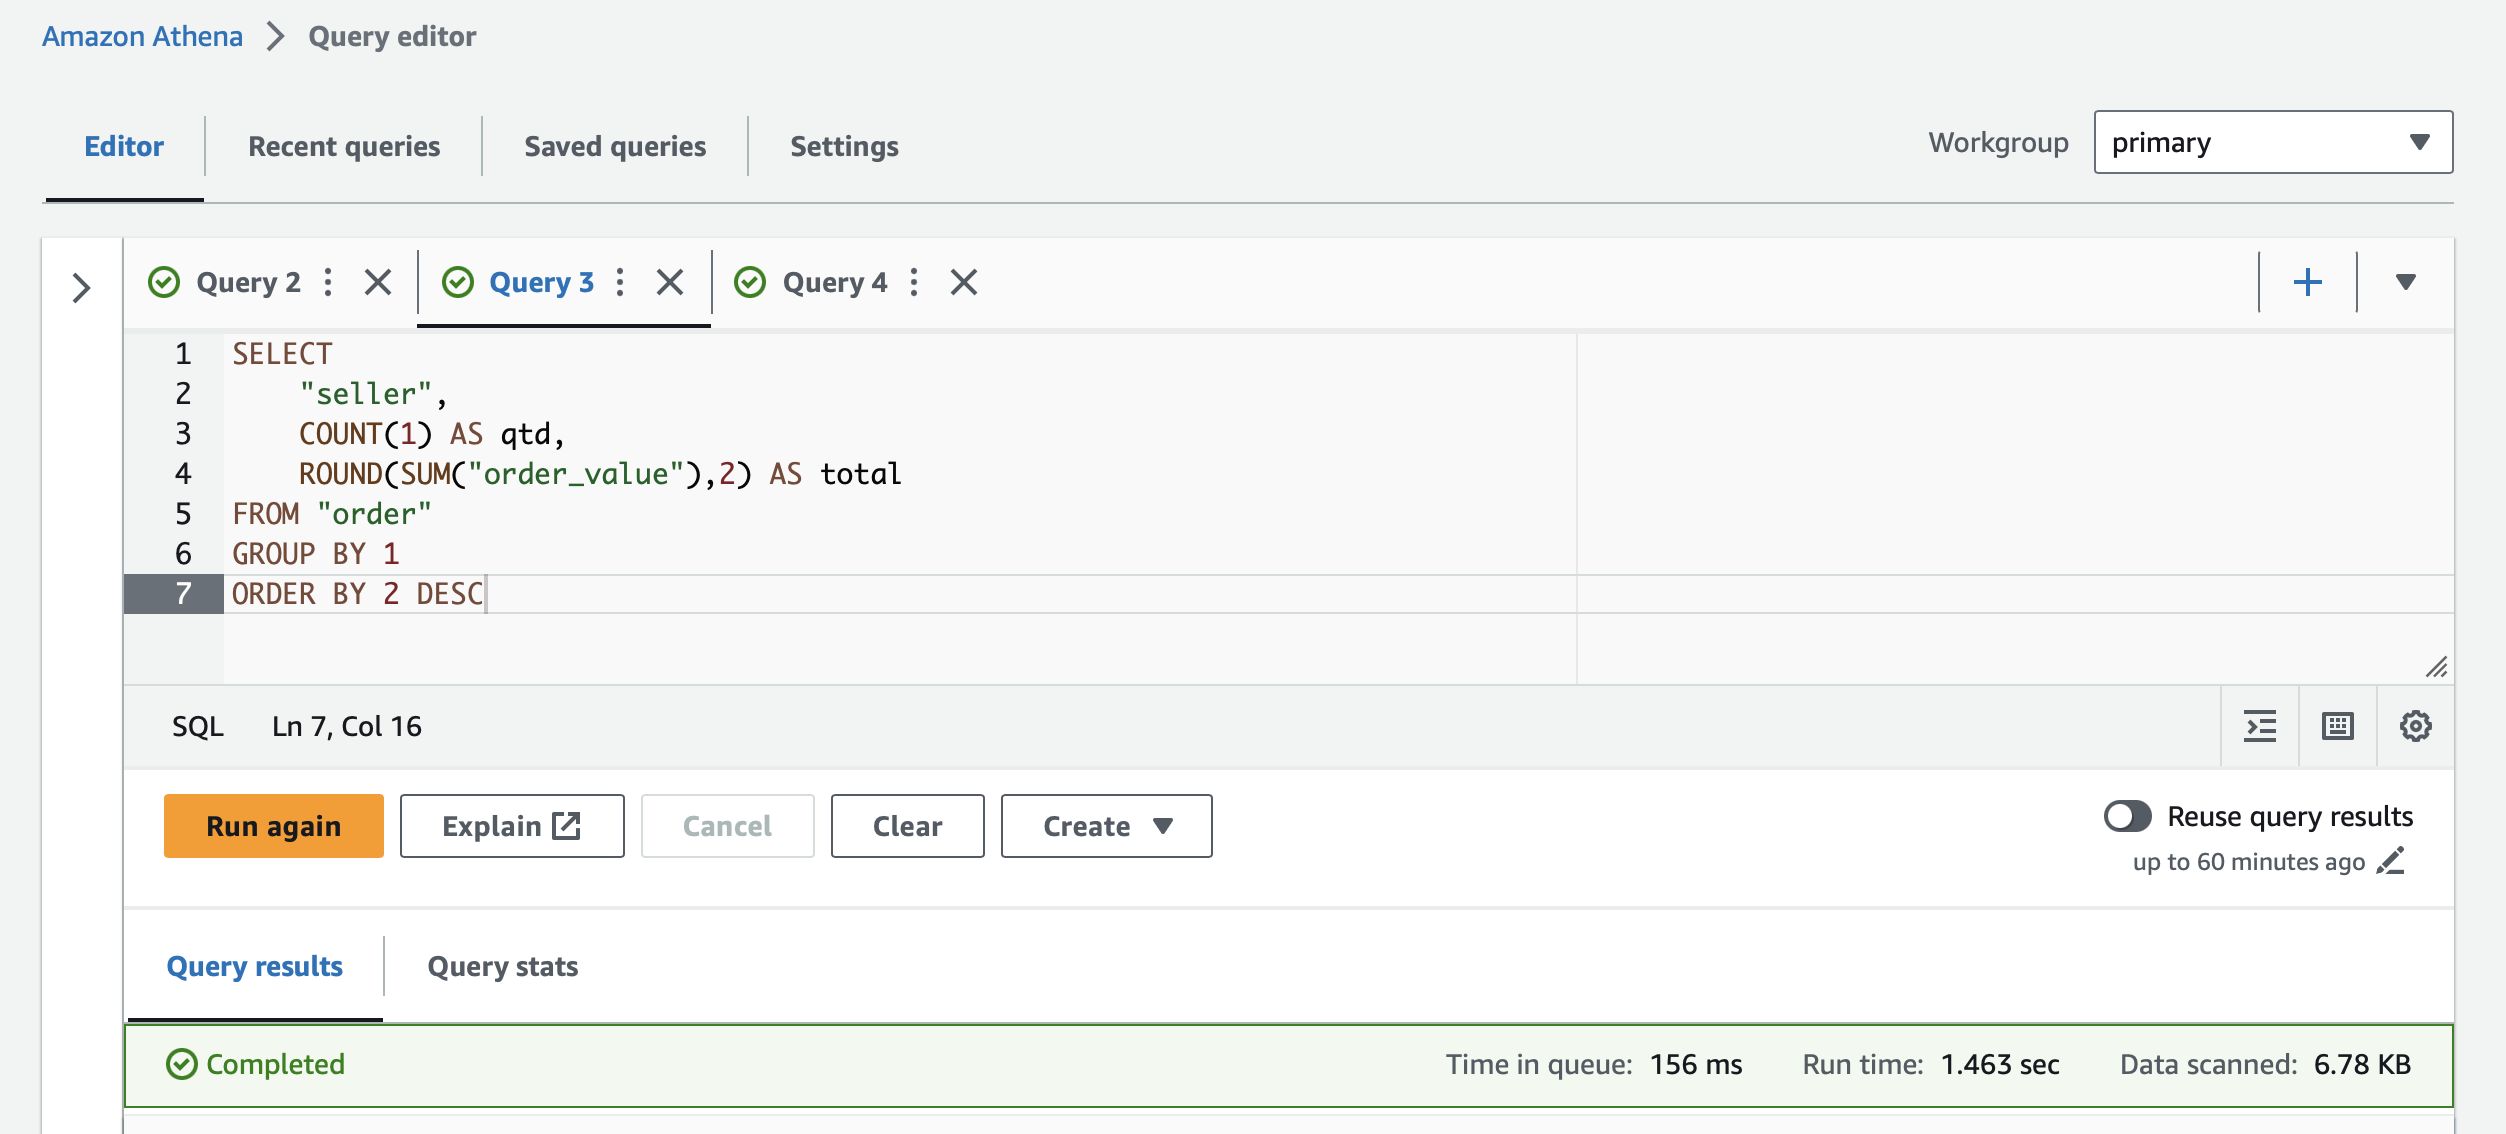 Amazon Athena > Query editor
Editor Recent queries Saved queries Settings Workgroup primary
Query 2 Query 3 Query 4
1 SELECT
2 "seller",
3 COUNT(1) AS qtd,
4 ROUND(SUM("order_value"),2) AS total
5 FROM "order"
6 GROUP BY 1
7 ORDER BY 2 DESC
SQL Ln 7, Col 16
Run again Explain Cancel Clear Create Reuse query results
up to 60 minutes ago
Query results Query stats
Completed Time in queue: 156 ms Run time: 1.463 sec Data scanned: 6.78 KB